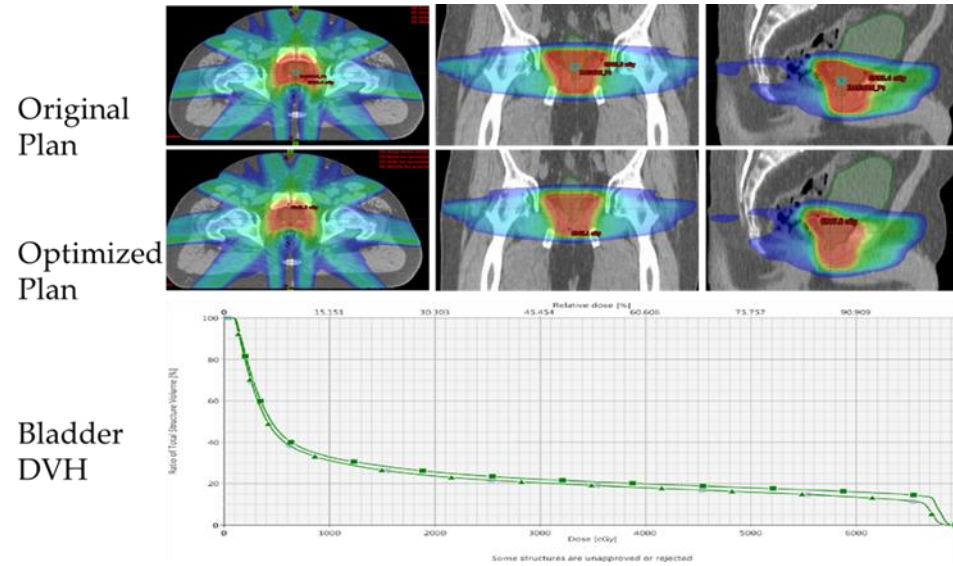 Original
Plan
Optimized
Plan
Bladder
DVH
Relative dose [%]
0 15.153 30.303 45.454 60.606 75.757 90.909
Ratio of Total Structure Volume [%]
100
80
60
40
20
0
0 1000 2000 3000 4000 5000 6000
Dose [cGy]
Some structures are unapproved or rejected